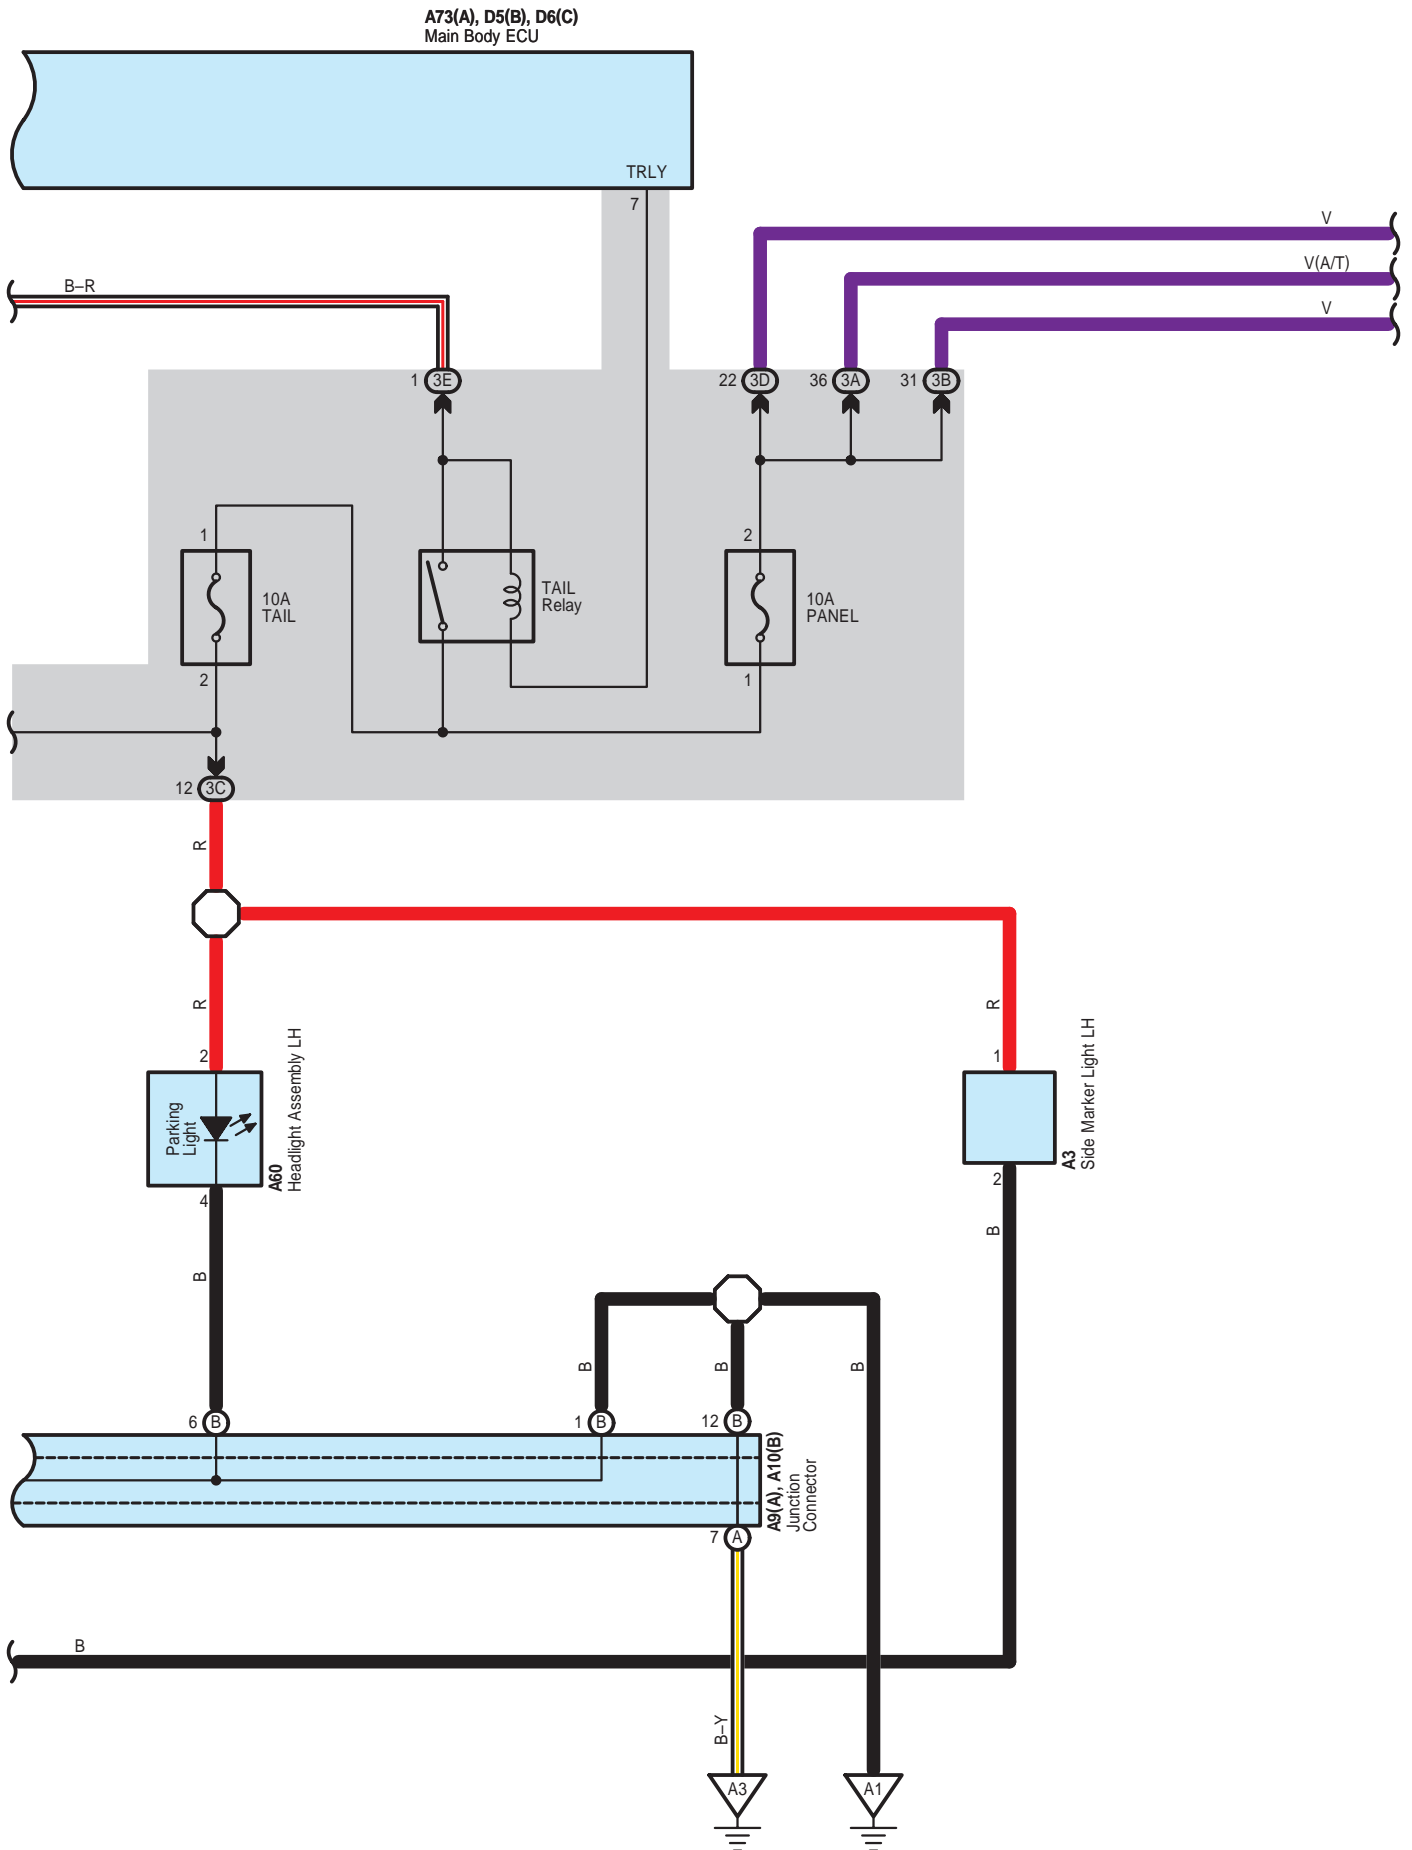 A73(A), D5(B), D6(C)
Main Body ECU
TRLY
7
V
V(A/T)
V
B–R
1 3E
22 3D
36 3A
31 3B
1
2
10A
TAIL
TAIL
Relay
10A
PANEL
2
1
12 3C
R
R
R
2
1
Parking
Light
A60
Headlight Assembly LH
A3
Side Marker Light LH
4
2
B
B
B
B
B
6 B
1 B
12 B
A9(A), A10(B)
Junction
Connector
7 A
B
B–Y
A3
A1